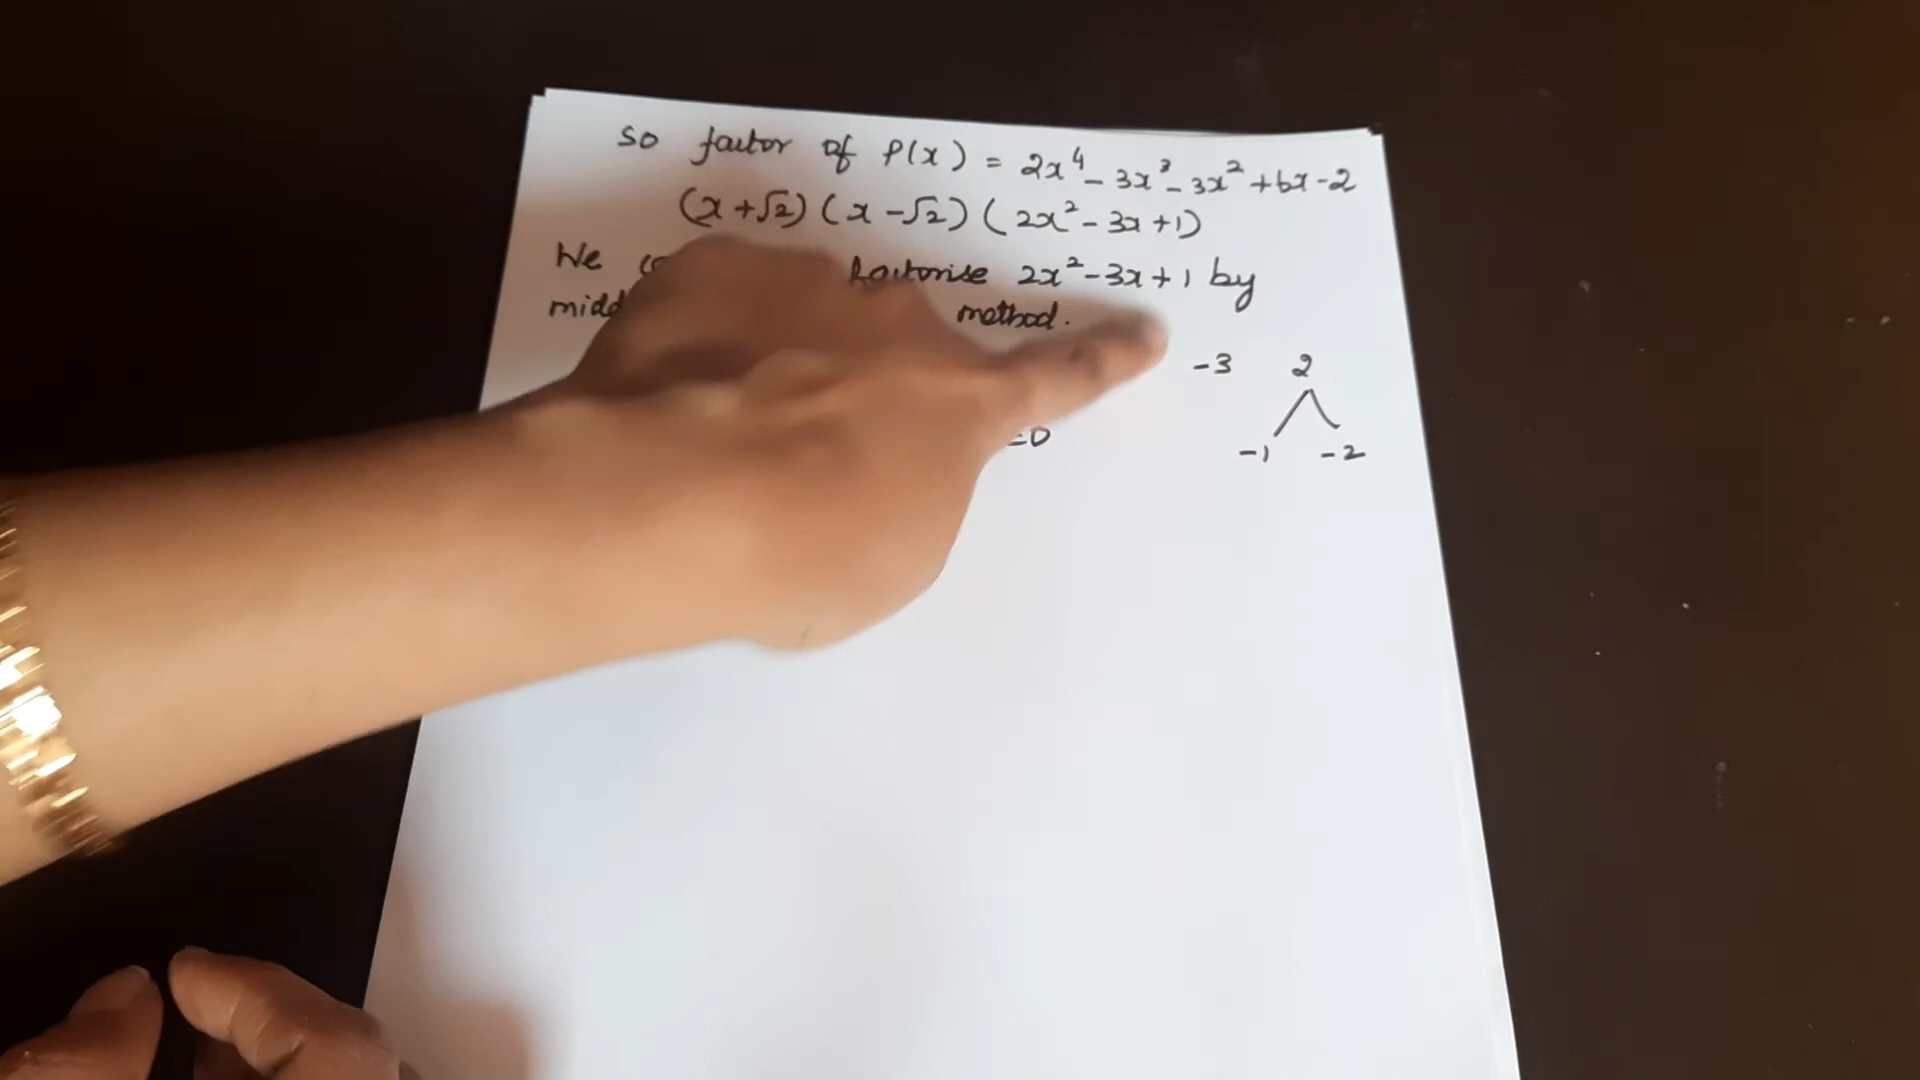 so factor of P(x) = 2x⁴ - 3x³ - 3x² + 6x - 2
(x + √2) (x - √2) (2x² - 3x + 1)
We factorise 2x² - 3x + 1 by
method.
-3 2
=0
-1 -2